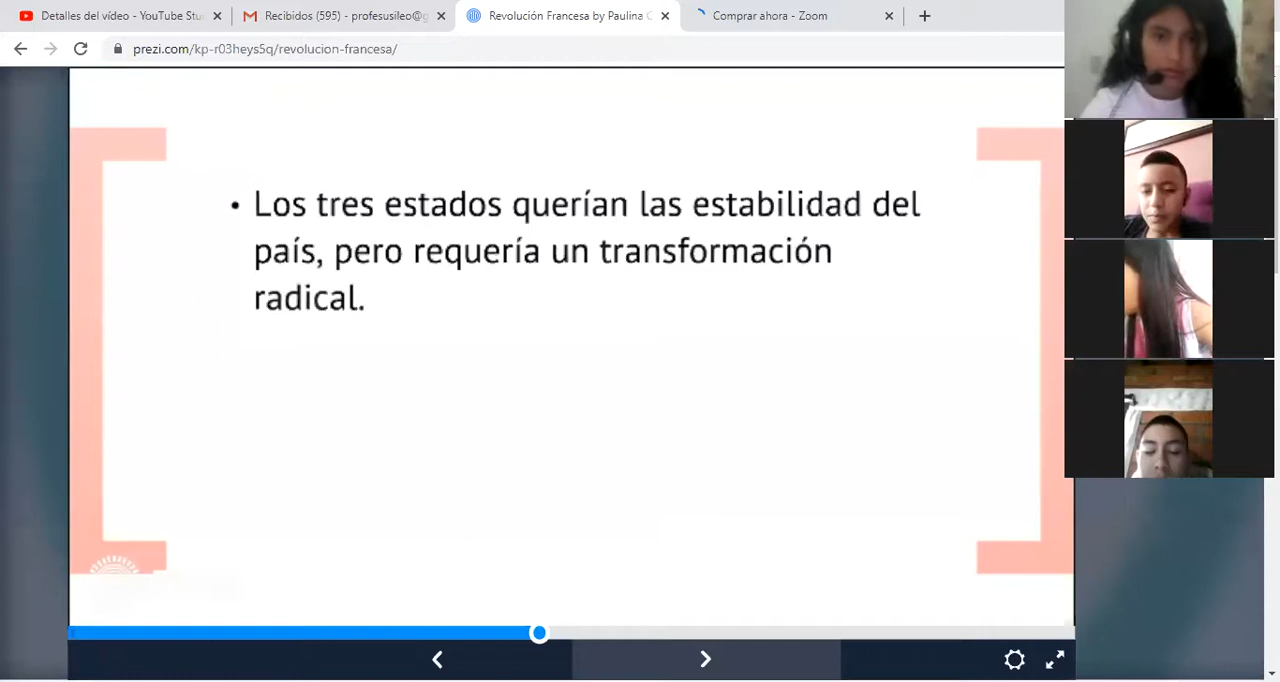 Detalles del vídeo - YouTube Stu
Recibidos (595) - profesusileo@g
Revolución Francesa by Paulina C
Comprar ahora - Zoom
prezi.com/kp-r03heys5q/revolucion-francesa/
• Los tres estados querían las estabilidad del
país, pero requería un transformación
radical.